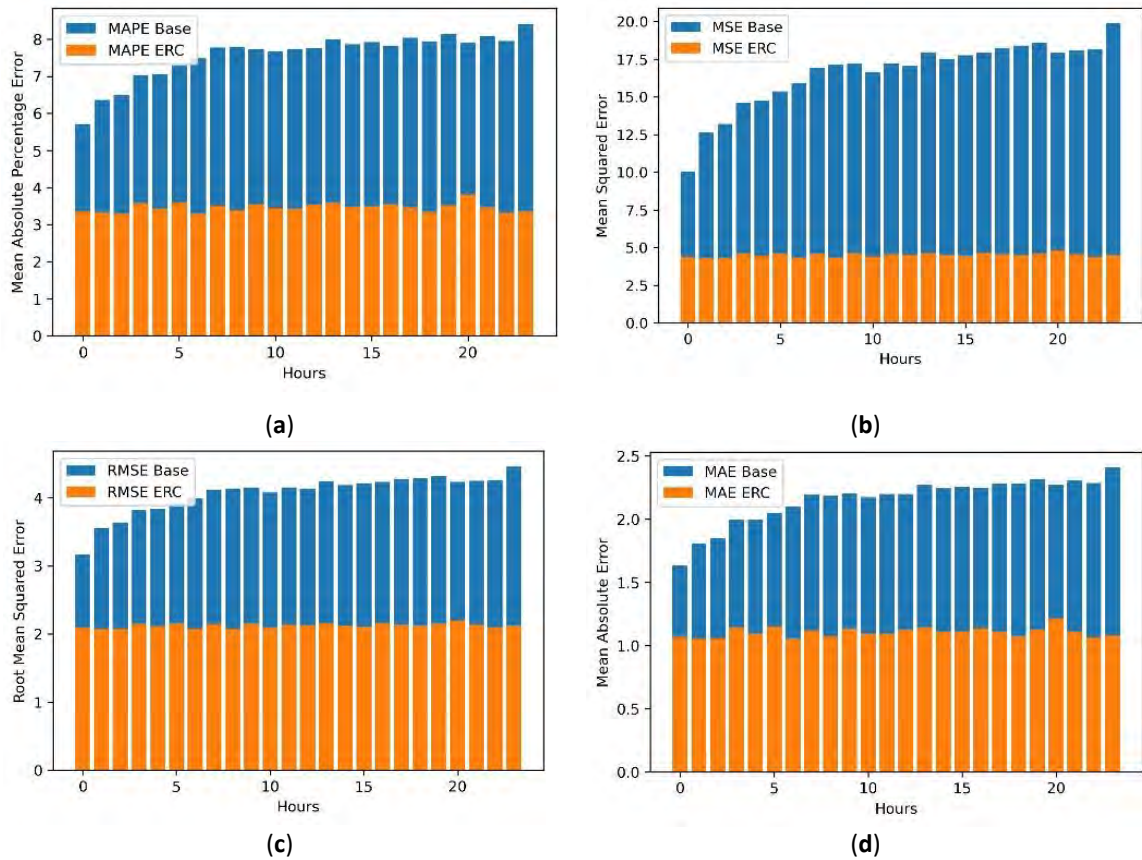 MAPE Base
MAPE ERC
Mean Absolute Percentage Error
8
7
6
5
4
3
2
1
0
0 5 10 15 20
Hours
(a)
MSE Base
MSE ERC
Mean Squared Error
20.0
17.5
15.0
12.5
10.0
7.5
5.0
2.5
0.0
0 5 10 15 20
Hours
(b)
RMSE Base
RMSE ERC
Root Mean Squared Error
4
3
2
1
0
0 5 10 15 20
Hours
(c)
MAE Base
MAE ERC
Mean Absolute Error
2.5
2.0
1.5
1.0
0.5
0.0
0 5 10 15 20
Hours
(d)